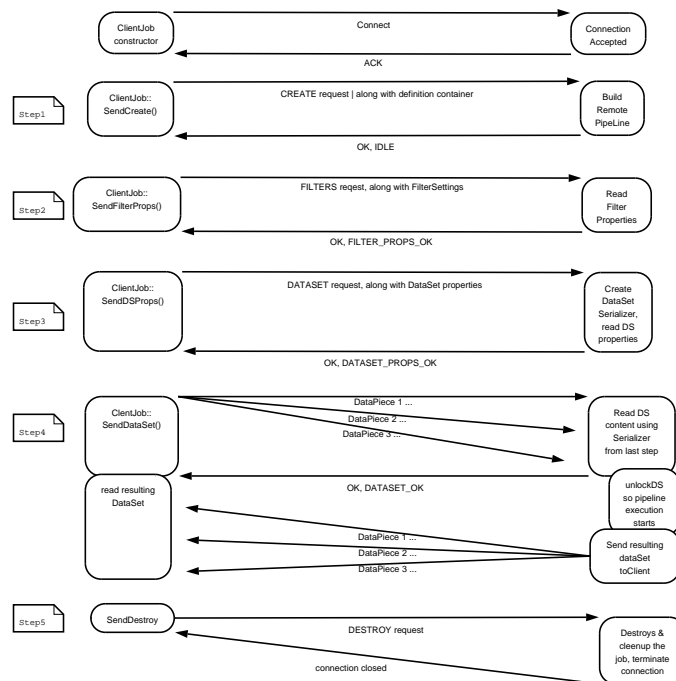 ClientJob
constructor
Connect
Connection
Accepted
ACK
Step1
ClientJob::
SendCreate()
CREATE request | along with definition container
Build
Remote
PipeLine
OK, IDLE
Step2
ClientJob::
SendFilterProps()
FILTERS reqest, along with FilterSettings
Read
Filter
Properties
OK, FILTER_PROPS_OK
Step3
ClientJob::
SendDSProps()
DATASET request, along with DataSet properties
Create
DataSet
Serializer,
read DS
properties
OK, DATASET_PROPS_OK
Step4
ClentJob::
SendDataSet()
DataPiece 1 ...
DataPiece 2 ...
DataPiece 3 ...
Read DS
content using
Serializer
from last step
OK, DATASET_OK
read resulting
DataSet
unlockDS
so pipeline
execution
starts
DataPiece 1 ...
DataPiece 2 ...
DataPiece 3 ...
Send resulting
dataSet
toClient
Step5
SendDestroy
DESTROY request
Destroys &
cleenup the
job, terminate
connection
connection closed